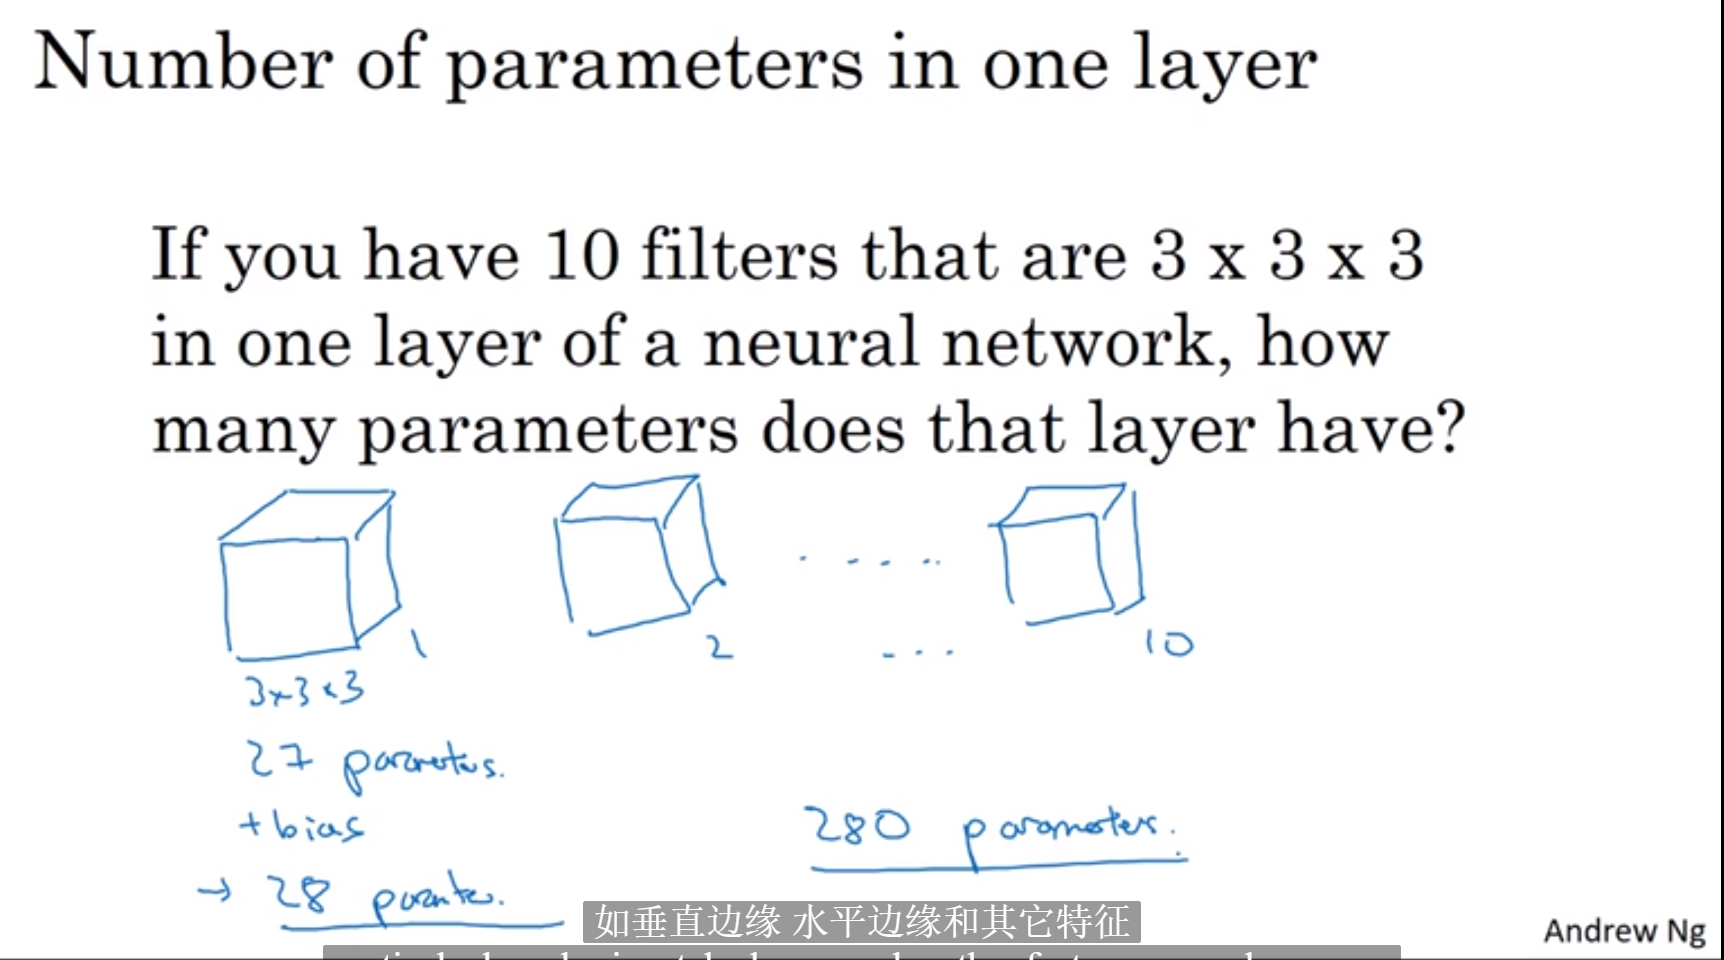 Number of parameters in one layer
If you have 10 filters that are 3 x 3 x 3
in one layer of a neural network, how
many parameters does that layer have?
1
2
10
3x3x3
27 parameters.
+ bias
280 parameters.
→ 28
如垂直边缘 水平边缘和其它特征
Andrew Ng